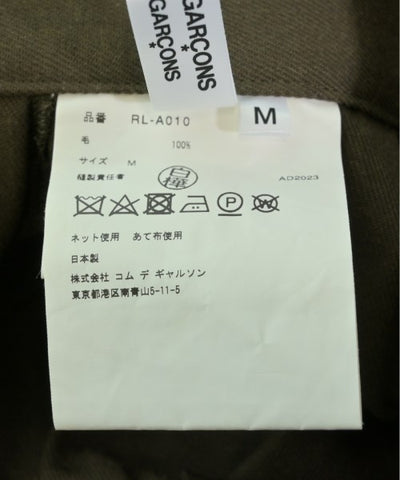 GARCONS
*
GARCONS
*
M
品番 RL-A010
毛 100%
サイズ M
縫製責任者 白樺
AD2023
P W
ネット使用 あて布使用
日本製
株式会社 コム デ ギャルソン
東京都港区南青山5-11-5